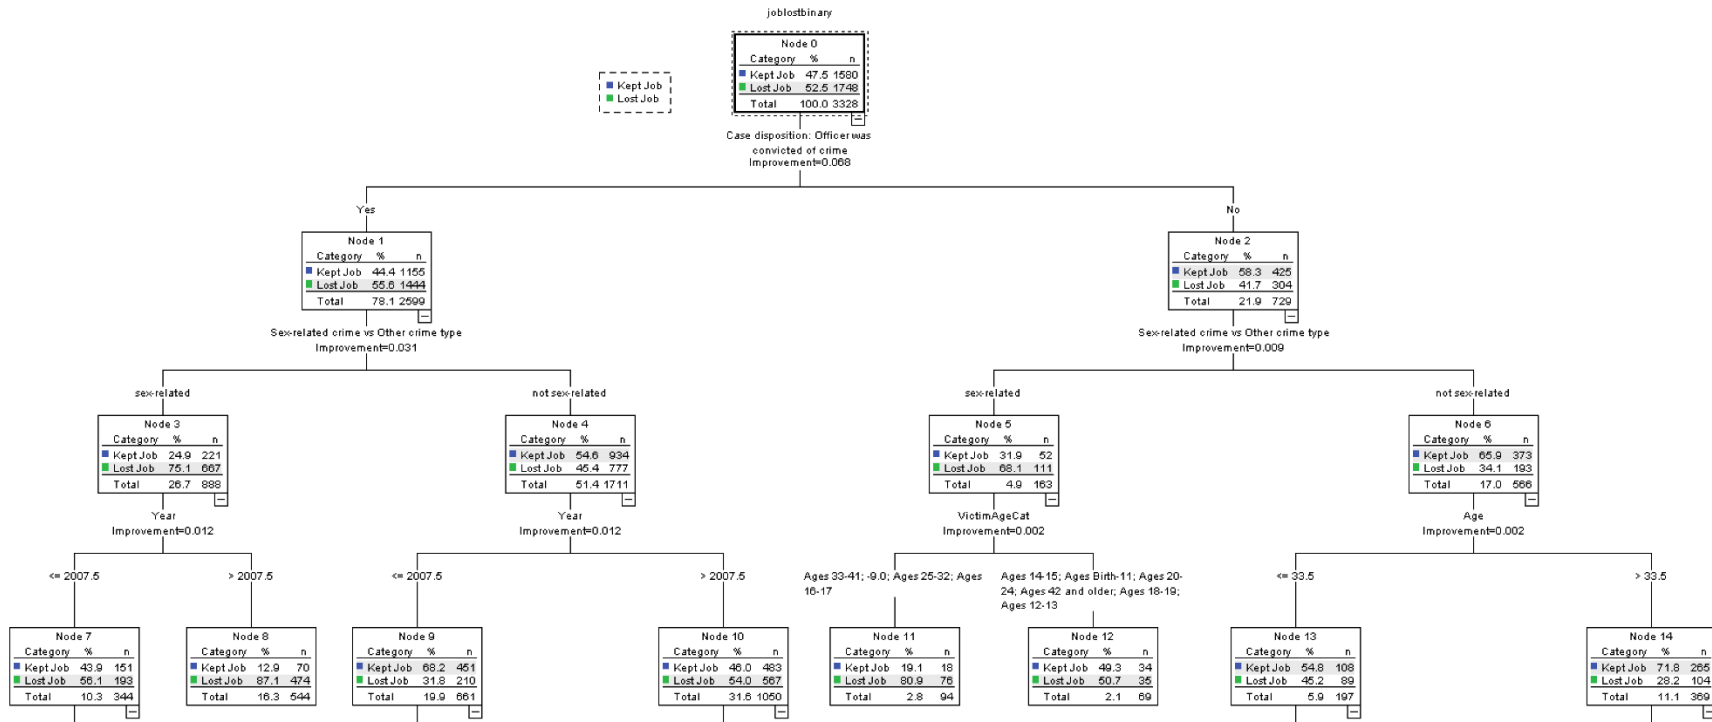 joblostbinary
Node 0
Category % n
Kept Job 47.5 1580
Lost Job 52.5 1748
Total 100.0 3328
Kept Job
Lost Job
Case disposition: Officer was
convicted of crime
Improvement=0.068
Yes
No
Node 1
Category % n
Kept Job 44.4 1155
Lost Job 55.6 1444
Total 78.1 2599
Node 2
Category % n
Kept Job 58.3 425
Lost Job 41.7 304
Total 21.9 729
Sex-related crime vs Other crime type
Improvement=0.031
Sex-related crime vs Other crime type
Improvement=0.009
sex-related
not sex-related
sex-related
not sex-related
Node 3
Category % n
Kept Job 24.9 221
Lost Job 75.1 667
Total 26.7 888
Node 4
Category % n
Kept Job 54.6 934
Lost Job 45.4 777
Total 51.4 1711
Node 5
Category % n
Kept Job 31.9 52
Lost Job 68.1 111
Total 4.9 163
Node 6
Category % n
Kept Job 65.9 373
Lost Job 34.1 193
Total 17.0 566
Year
Improvement=0.012
Year
Improvement=0.012
VictimAgeCat
Improvement=0.002
Age
Improvement=0.002
<= 2007.5
> 2007.5
<= 2007.5
> 2007.5
Ages 33-41; -9.0; Ages 25-32; Ages
16-17
Ages 14-15; Ages Birth-11; Ages 20-
24; Ages 42 and older; Ages 18-19;
Ages 12-13
<= 33.5
> 33.5
Node 7
Category % n
Kept Job 43.9 151
Lost Job 56.1 193
Total 10.3 344
Node 8
Category % n
Kept Job 12.9 70
Lost Job 87.1 474
Total 16.3 544
Node 9
Category % n
Kept Job 68.2 451
Lost Job 31.8 210
Total 19.9 661
Node 10
Category % n
Kept Job 46.0 483
Lost Job 54.0 567
Total 31.6 1050
Node 11
Category % n
Kept Job 19.1 18
Lost Job 80.9 76
Total 2.8 94
Node 12
Category % n
Kept Job 49.3 34
Lost Job 50.7 35
Total 2.1 69
Node 13
Category % n
Kept Job 54.8 108
Lost Job 45.2 89
Total 5.9 197
Node 14
Category % n
Kept Job 71.8 265
Lost Job 28.2 104
Total 11.1 369